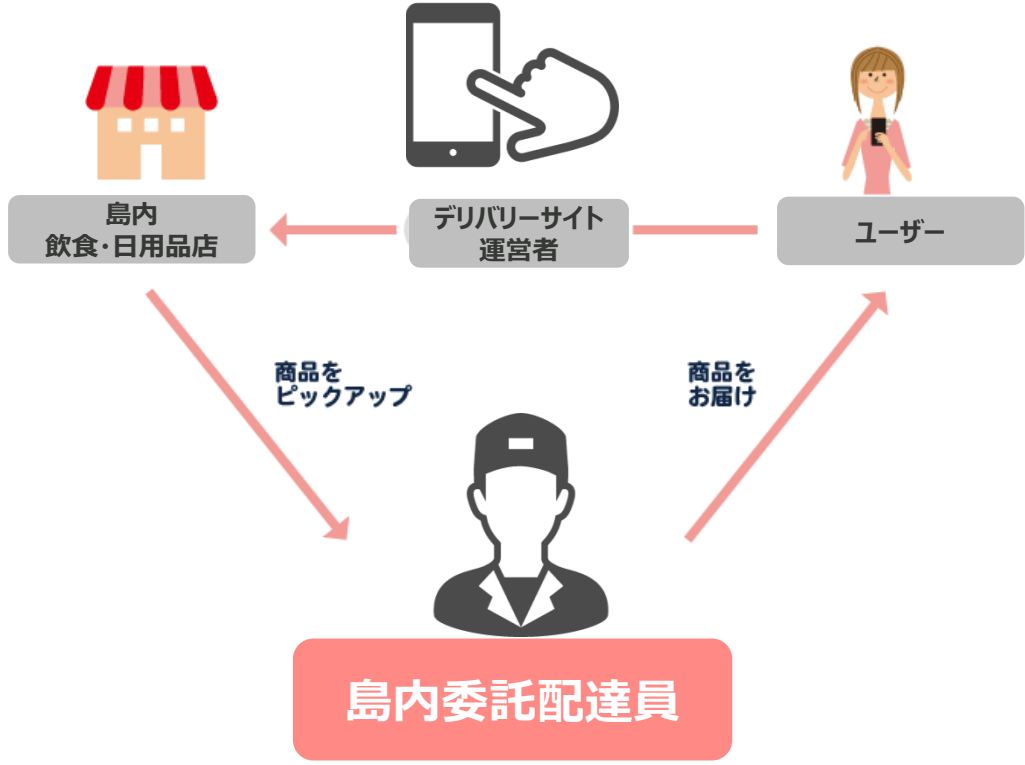 島内
飲食・日用品店
デリバリーサイト
運営者
ユーザー
商品を
ピックアップ
商品を
お届け
島内委託配達員